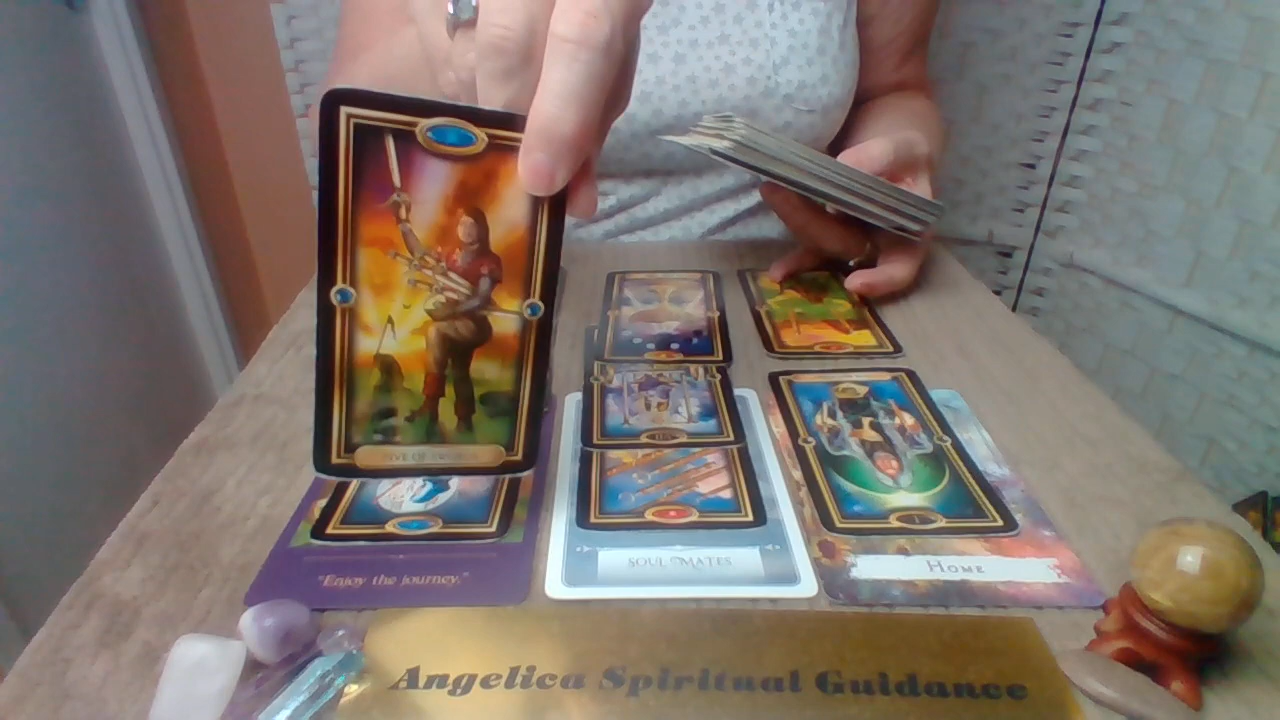 FIVE OF SWORDS
"Enjoy the journey."
SOUL MATES
HOME
Angelica Spiritual Guidance